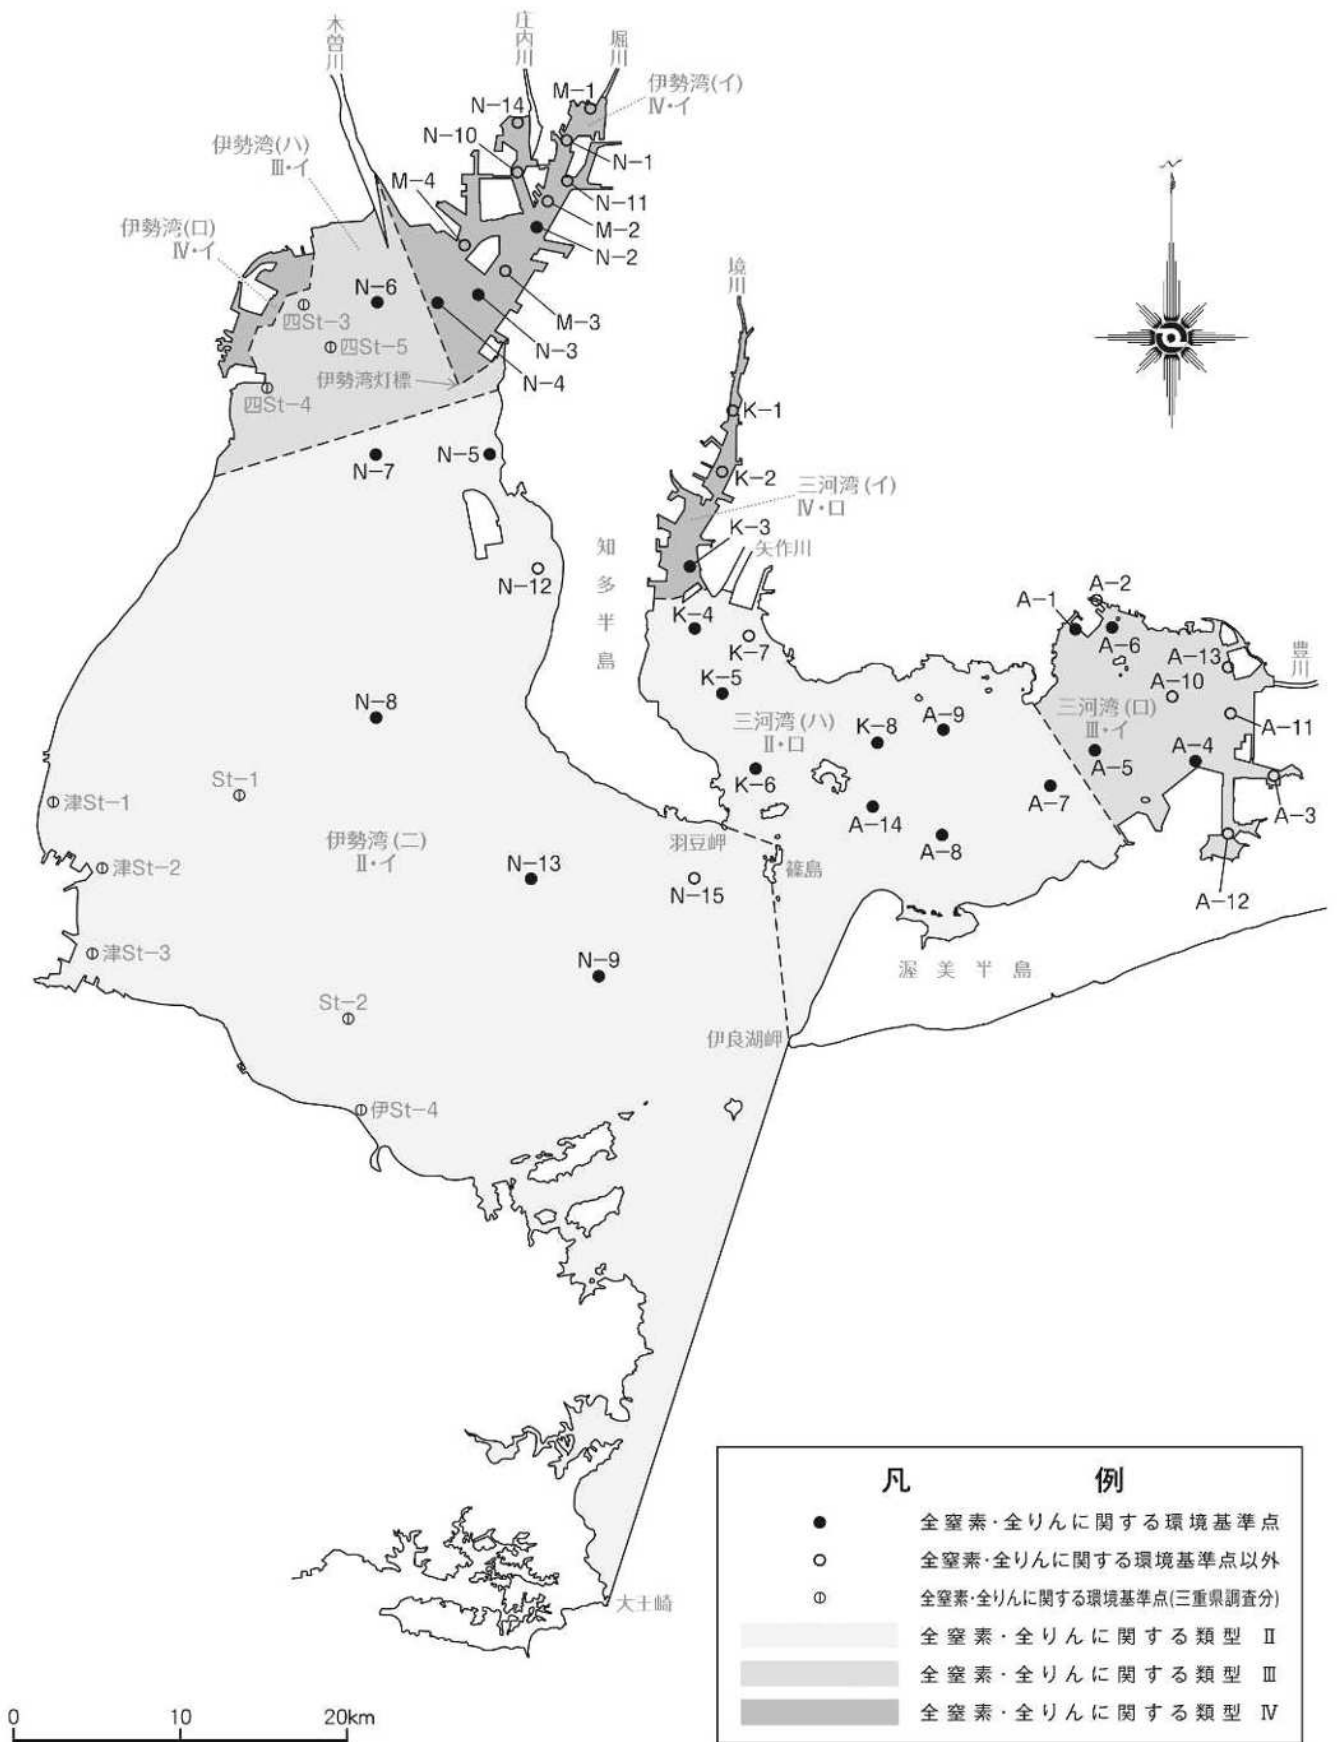 木曽川
庄内川
堀川
伊勢湾(イ)
Ⅳ・イ
M-1
N-14
N-10
N-1
伊勢湾(ハ)
Ⅲ・イ
M-4
N-11
M-2
N-2
伊勢湾(ロ)
Ⅳ・イ
N-6
四St-3
M-3
四St-5
N-3
伊勢湾灯標
N-4
四St-4
境川
K-1
N-7
N-5
K-2
三河湾(イ)
Ⅳ・ロ
K-3
矢作川
知多半島
N-12
K-4
K-7
K-5
A-1
A-2
A-6
A-13
A-10
豊川
三河湾(ロ)
Ⅲ・イ
A-11
A-4
A-5
A-3
A-12
N-8
三河湾(ハ)
Ⅱ・ロ
K-8
A-9
K-6
A-7
A-14
A-8
St-1
津St-1
伊勢湾(ニ)
Ⅱ・イ
羽豆岬
篠島
津St-2
N-13
N-15
津St-3
N-9
渥美半島
St-2
伊良湖岬
伊St-4
大王崎
凡例
全窒素・全りんに関する環境基準点
全窒素・全りんに関する環境基準点以外
全窒素・全りんに関する環境基準点(三重県調査分)
全窒素・全りんに関する類型 Ⅱ
全窒素・全りんに関する類型 Ⅲ
全窒素・全りんに関する類型 Ⅳ
0 10 20km